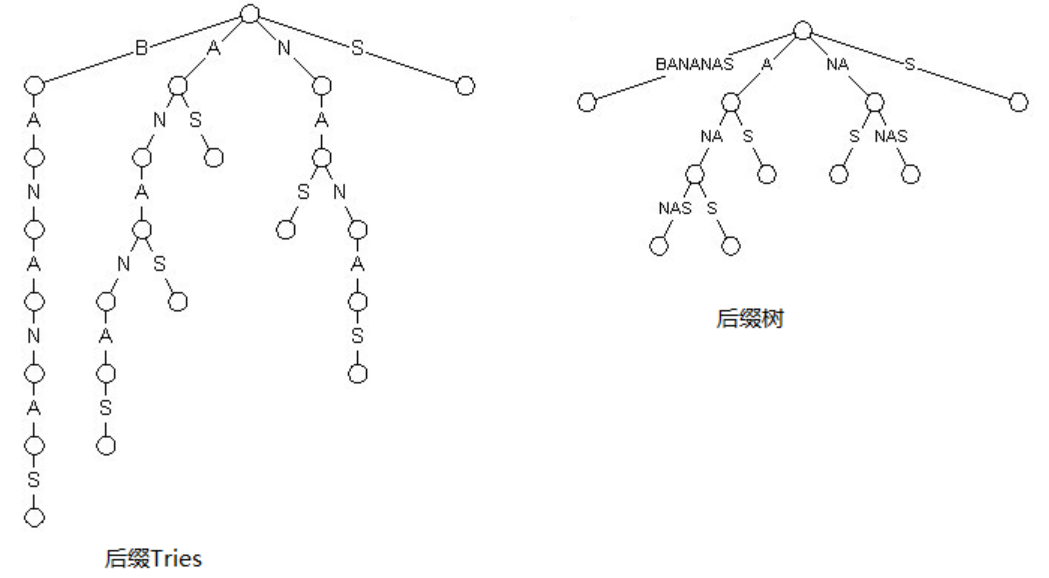 B A N S
A N S A
N A S N
A N S A
N A S
A S
S
后缀Tries
BANANAS A NA S
NA S S NAS
NAS S
后缀树